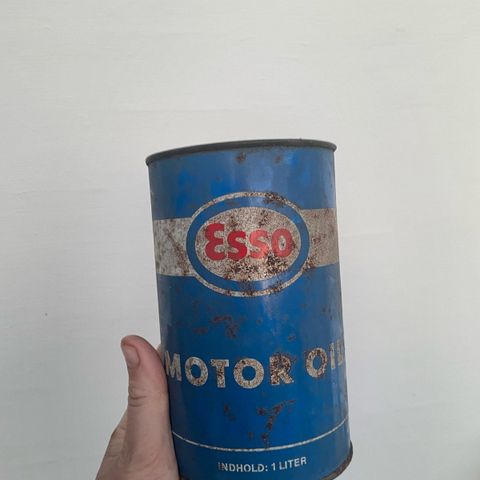 Esso
MOTOR OIL
INDHOLD: 1 LITER